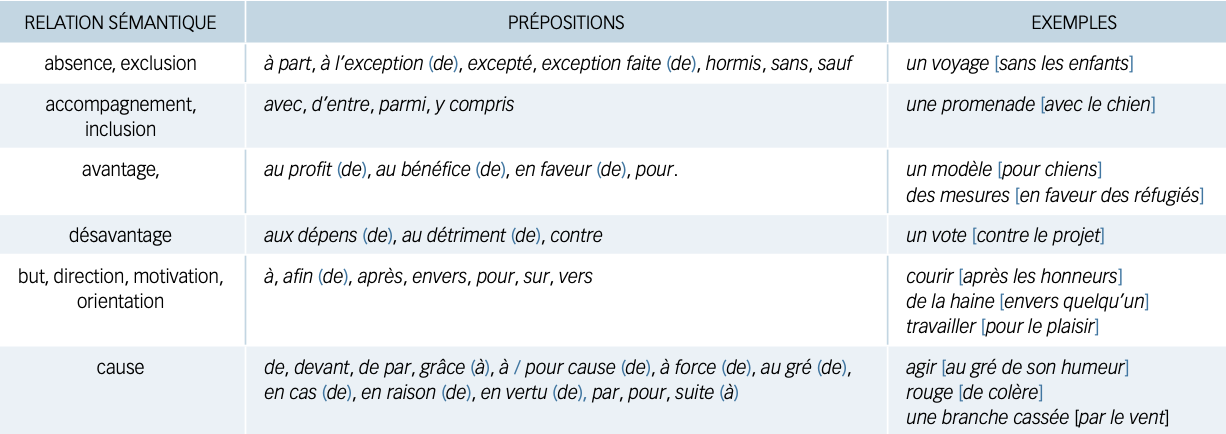 RELATION SÉMANTIQUE PRÉPOSITIONS EXEMPLES
absence, exclusion à part, à l’exception (de), excepté, exception faite (de), hormis, sans, sauf un voyage [sans les enfants]
accompagnement, avec, d’entre, parmi, y compris une promenade [avec le chien]
inclusion
avantage, au profit (de), au bénéfice (de), en faveur (de), pour. un modèle [pour chiens]
des mesures [en faveur des réfugiés]
désavantage aux dépens (de), au détriment (de), contre un vote [contre le projet]
but, direction, motivation, à, afin (de), après, envers, pour, sur, vers courir [après les honneurs]
orientation de la haine [envers quelqu’un]
travailler [pour le plaisir]
cause de, devant, de par, grâce (à), à / pour cause (de), à force (de), au gré (de), agir [au gré de son humeur]
en cas (de), en raison (de), en vertu (de), par, pour, suite (à) rouge [de colère]
une branche cassée [par le vent]